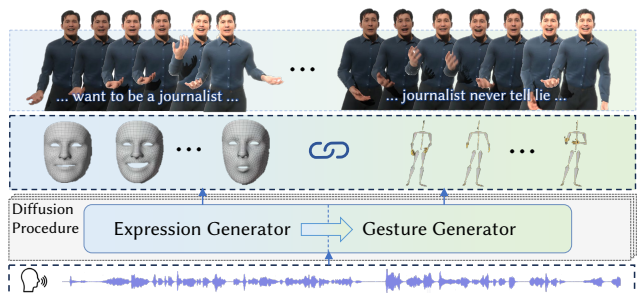 ... want to be a journalist ...
... journalist never tell lie ...
Diffusion
Procedure
Expression Generator
Gesture Generator